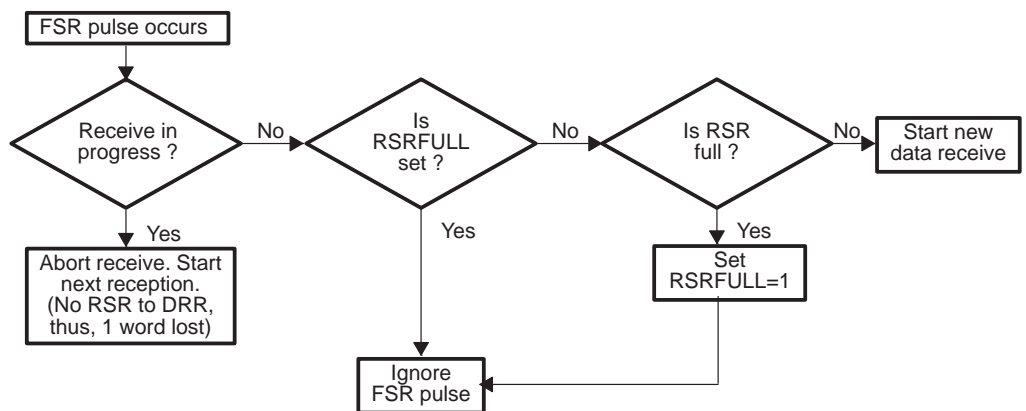 FSR pulse occurs
Receive in
progress ?
No
Is
RSRFULL
set ?
No
Is RSR
full ?
No
Start new
data receive
Yes
Abort receive. Start
next reception.
(No RSR to DRR,
thus, 1 word lost)
Yes
Yes
Set
RSRFULL=1
Ignore
FSR pulse